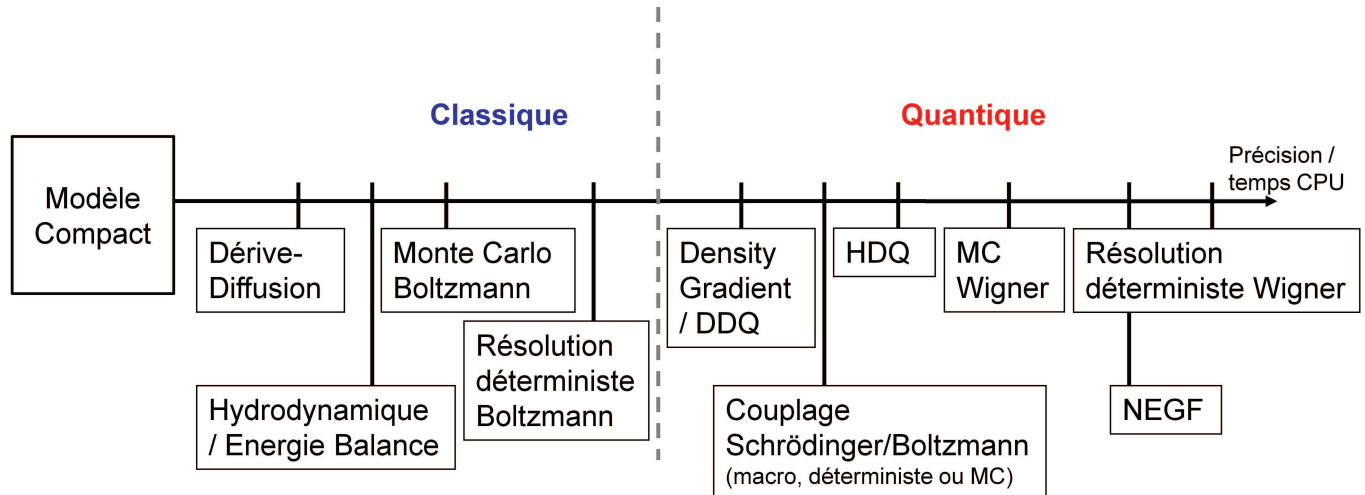 Classique
Quantique
Précision /
temps CPU
Modèle
Compact
Dérive-
Diffusion
Monte Carlo
Boltzmann
Density
Gradient
/ DDQ
HDQ
MC
Wigner
Résolution
déterministe Wigner
Résolution
déterministe
Boltzmann
Hydrodynamique
/ Energie Balance
Couplage
Schrödinger/Boltzmann
(macro, déterministe ou MC)
NEGF